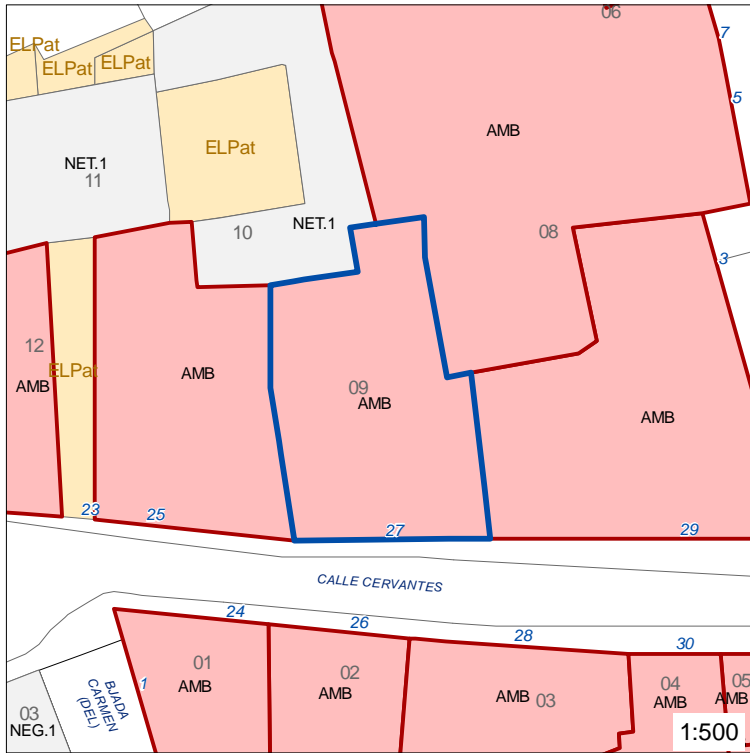 06
7
ELPat
ELPat
ELPat
5
AMB
ELPat
NET.1
11
10
NET.1
08
3
12
ELPat
AMB
AMB
09
AMB
AMB
23
25
27
29
CALLE CERVANTES
24
26
28
30
01
AMB
02
AMB
AMB
03
04
AMB
05
AMB
1
BJADA
CARMEN
(DEL)
03
NEG.1
1:500